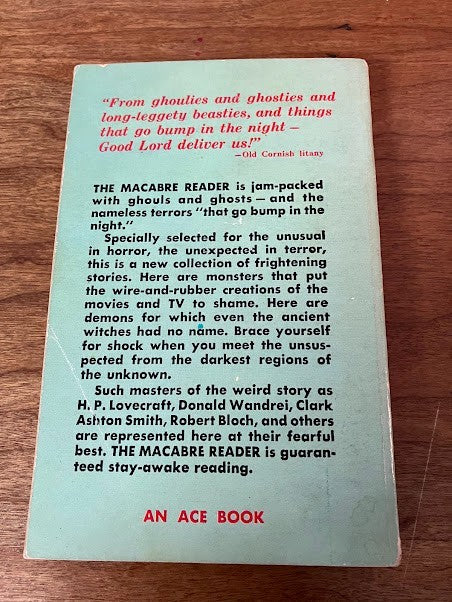 "From ghoulies and ghosties and
long-leggety beasties, and things
that go bump in the night —
Good Lord deliver us!"
—Old Cornish litany
THE MACABRE READER is jam-packed
with ghouls and ghosts — and the
nameless terrors "that go bump in the
night."
Specially selected for the unusual
in horror, the unexpected in terror,
this is a new collection of frightening
stories. Here are monsters that put
the wire-and-rubber creations of the
movies and TV to shame. Here are
demons for which even the ancient
witches had no name. Brace yourself
for shock when you meet the unsus-
pected from the darkest regions of
the unknown.
Such masters of the weird story as
H. P. Lovecraft, Donald Wandrei, Clark
Ashton Smith, Robert Bloch, and others
are represented here at their fearful
best. THE MACABRE READER is guaran-
teed stay-awake reading.
AN ACE BOOK